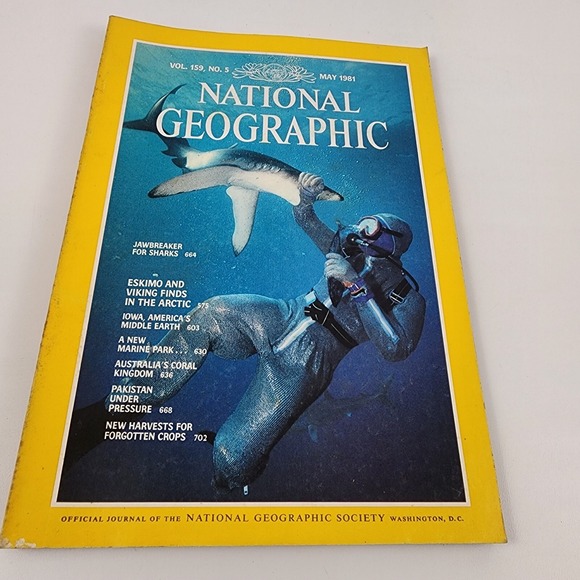 VOL. 159, NO. 5
MAY 1981
NATIONAL
GEOGRAPHIC
JAWBREAKER
FOR SHARKS 664
ESKIMO AND
VIKING FINDS
IN THE ARCTIC 575
IOWA, AMERICA'S
MIDDLE EARTH 603
A NEW
MARINE PARK . . . 630
AUSTRALIA'S CORAL
KINGDOM 636
PAKISTAN
UNDER
PRESSURE 668
NEW HARVESTS FOR
FORGOTTEN CROPS 702
OFFICIAL JOURNAL OF THE NATIONAL GEOGRAPHIC SOCIETY WASHINGTON, D.C.